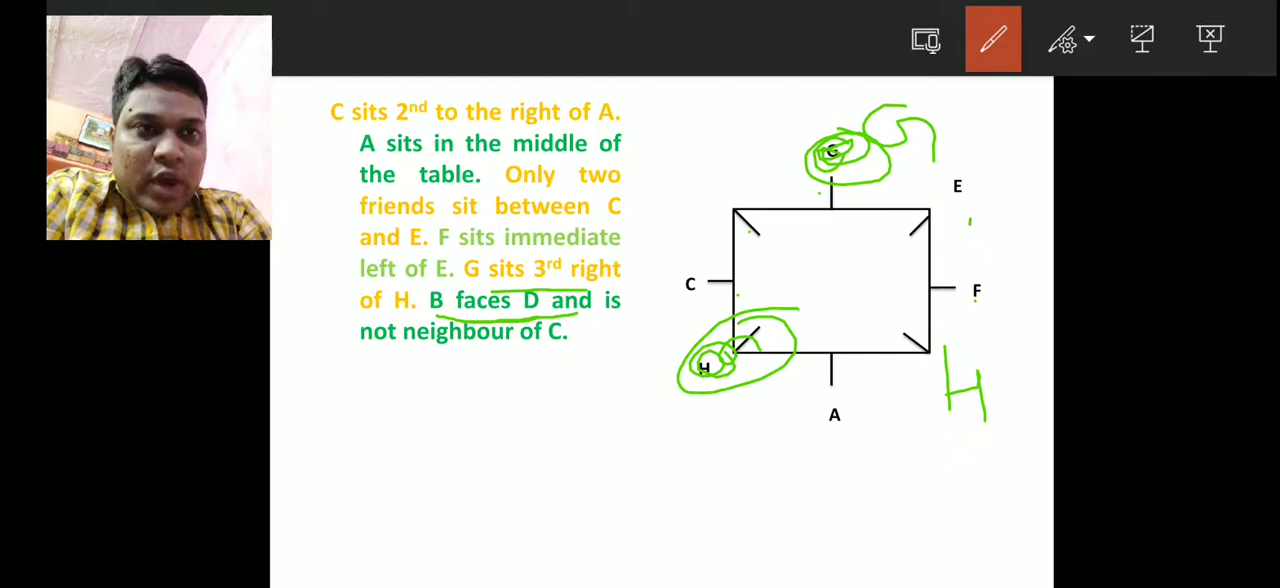 C sits 2nd to the right of A.
A sits in the middle of
the table. Only two
friends sit between C
and E. F sits immediate
left of E. G sits 3rd right
of H. B faces D and is
not neighbour of C.
G
E
C
F
H
H
A